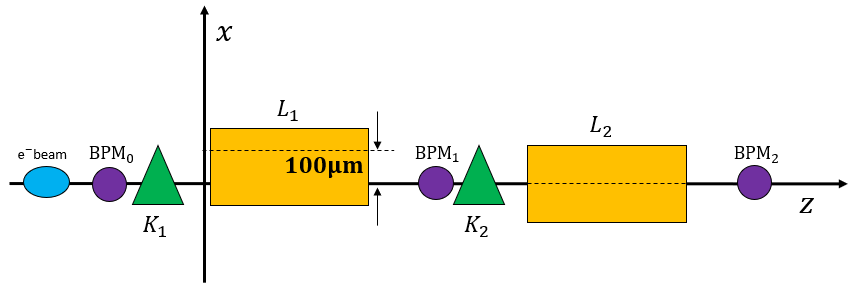 x
L₁
L₂
e⁻beam
BPM₀
100μm
BPM₁
BPM₂
K₁
K₂
z